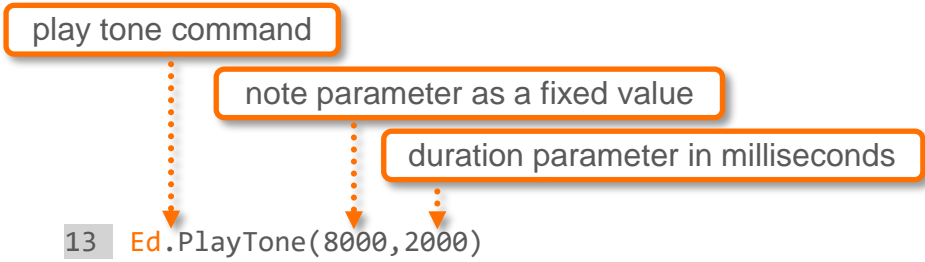 play tone command
note parameter as a fixed value
duration parameter in milliseconds
13 Ed.PlayTone(8000,2000)